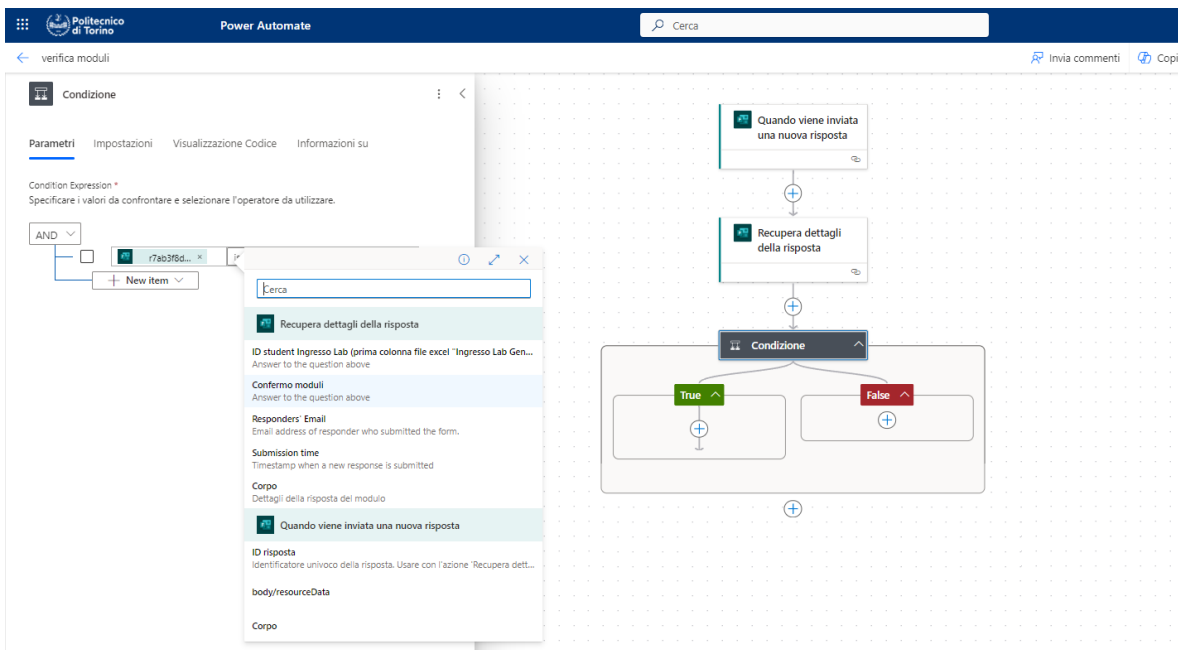 Politecnico
di Torino
Power Automate
Cerca
verifica moduli
Invia commenti
Copi
Condizione
Parametri
Impostazioni
Visualizzazione Codice
Informazioni su
Condition Expression *
Specificare i valori da confrontare e selezionare l'operatore da utilizzare.
AND
r7ab3f8d... ×
New item
Cerca
Recupera dettagli della risposta
ID student Ingresso Lab (prima colonna file excel "Ingresso Lab Gen...
Answer to the question above
Confermo moduli
Answer to the question above
Responders' Email
Email address of responder who submitted the form.
Submission time
Timestamp when a new response is submitted
Corpo
Dettagli della risposta del modulo
Quando viene inviata una nuova risposta
ID risposta
Identificatore univoco della risposta. Usare con l'azione 'Recupera dett...
body/resourceData
Corpo
Quando viene inviata
una nuova risposta
Recupera dettagli
della risposta
Condizione
True
False